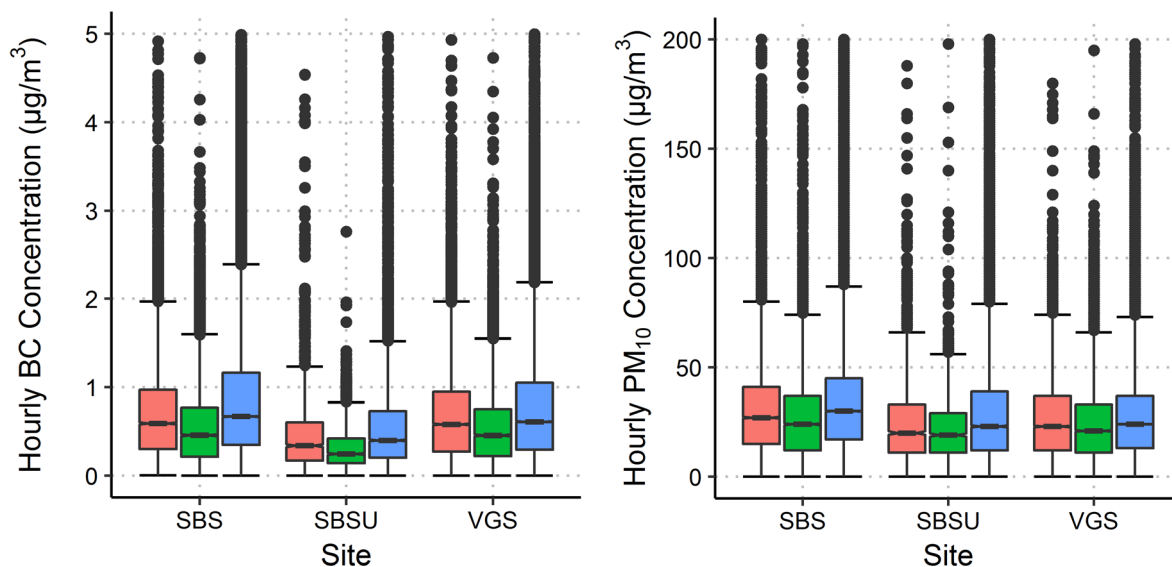 Hourly BC Concentration (µg/m³)
5
4
3
2
1
0
SBS SBSU VGS
Site
Hourly PM₁₀ Concentration (µg/m³)
200
150
100
50
0
SBS SBSU VGS
Site